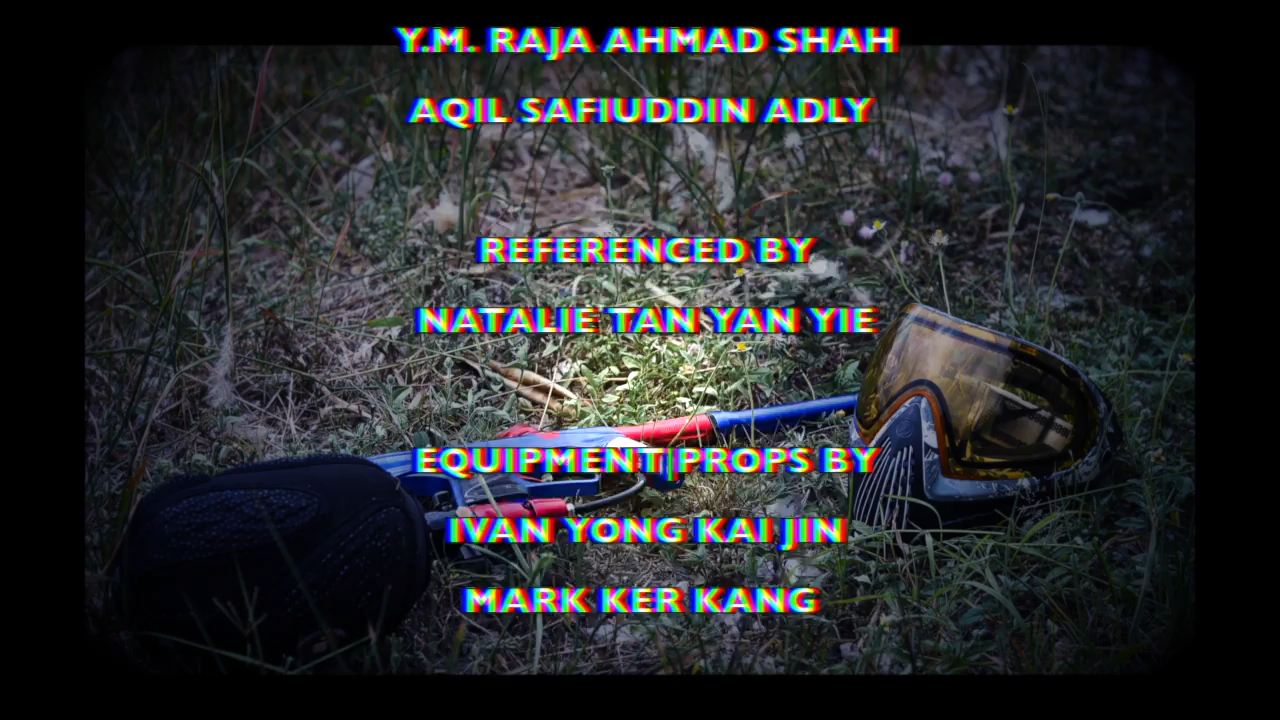 Y.M. RAJA AHMAD SHAH
AQIL SAFIUDDIN ADLY
REFERENCED BY
NATALIE TAN YAN YIE
EQUIPMENT PROPS BY
IVAN YONG KAI JIN
MARK KER KANG